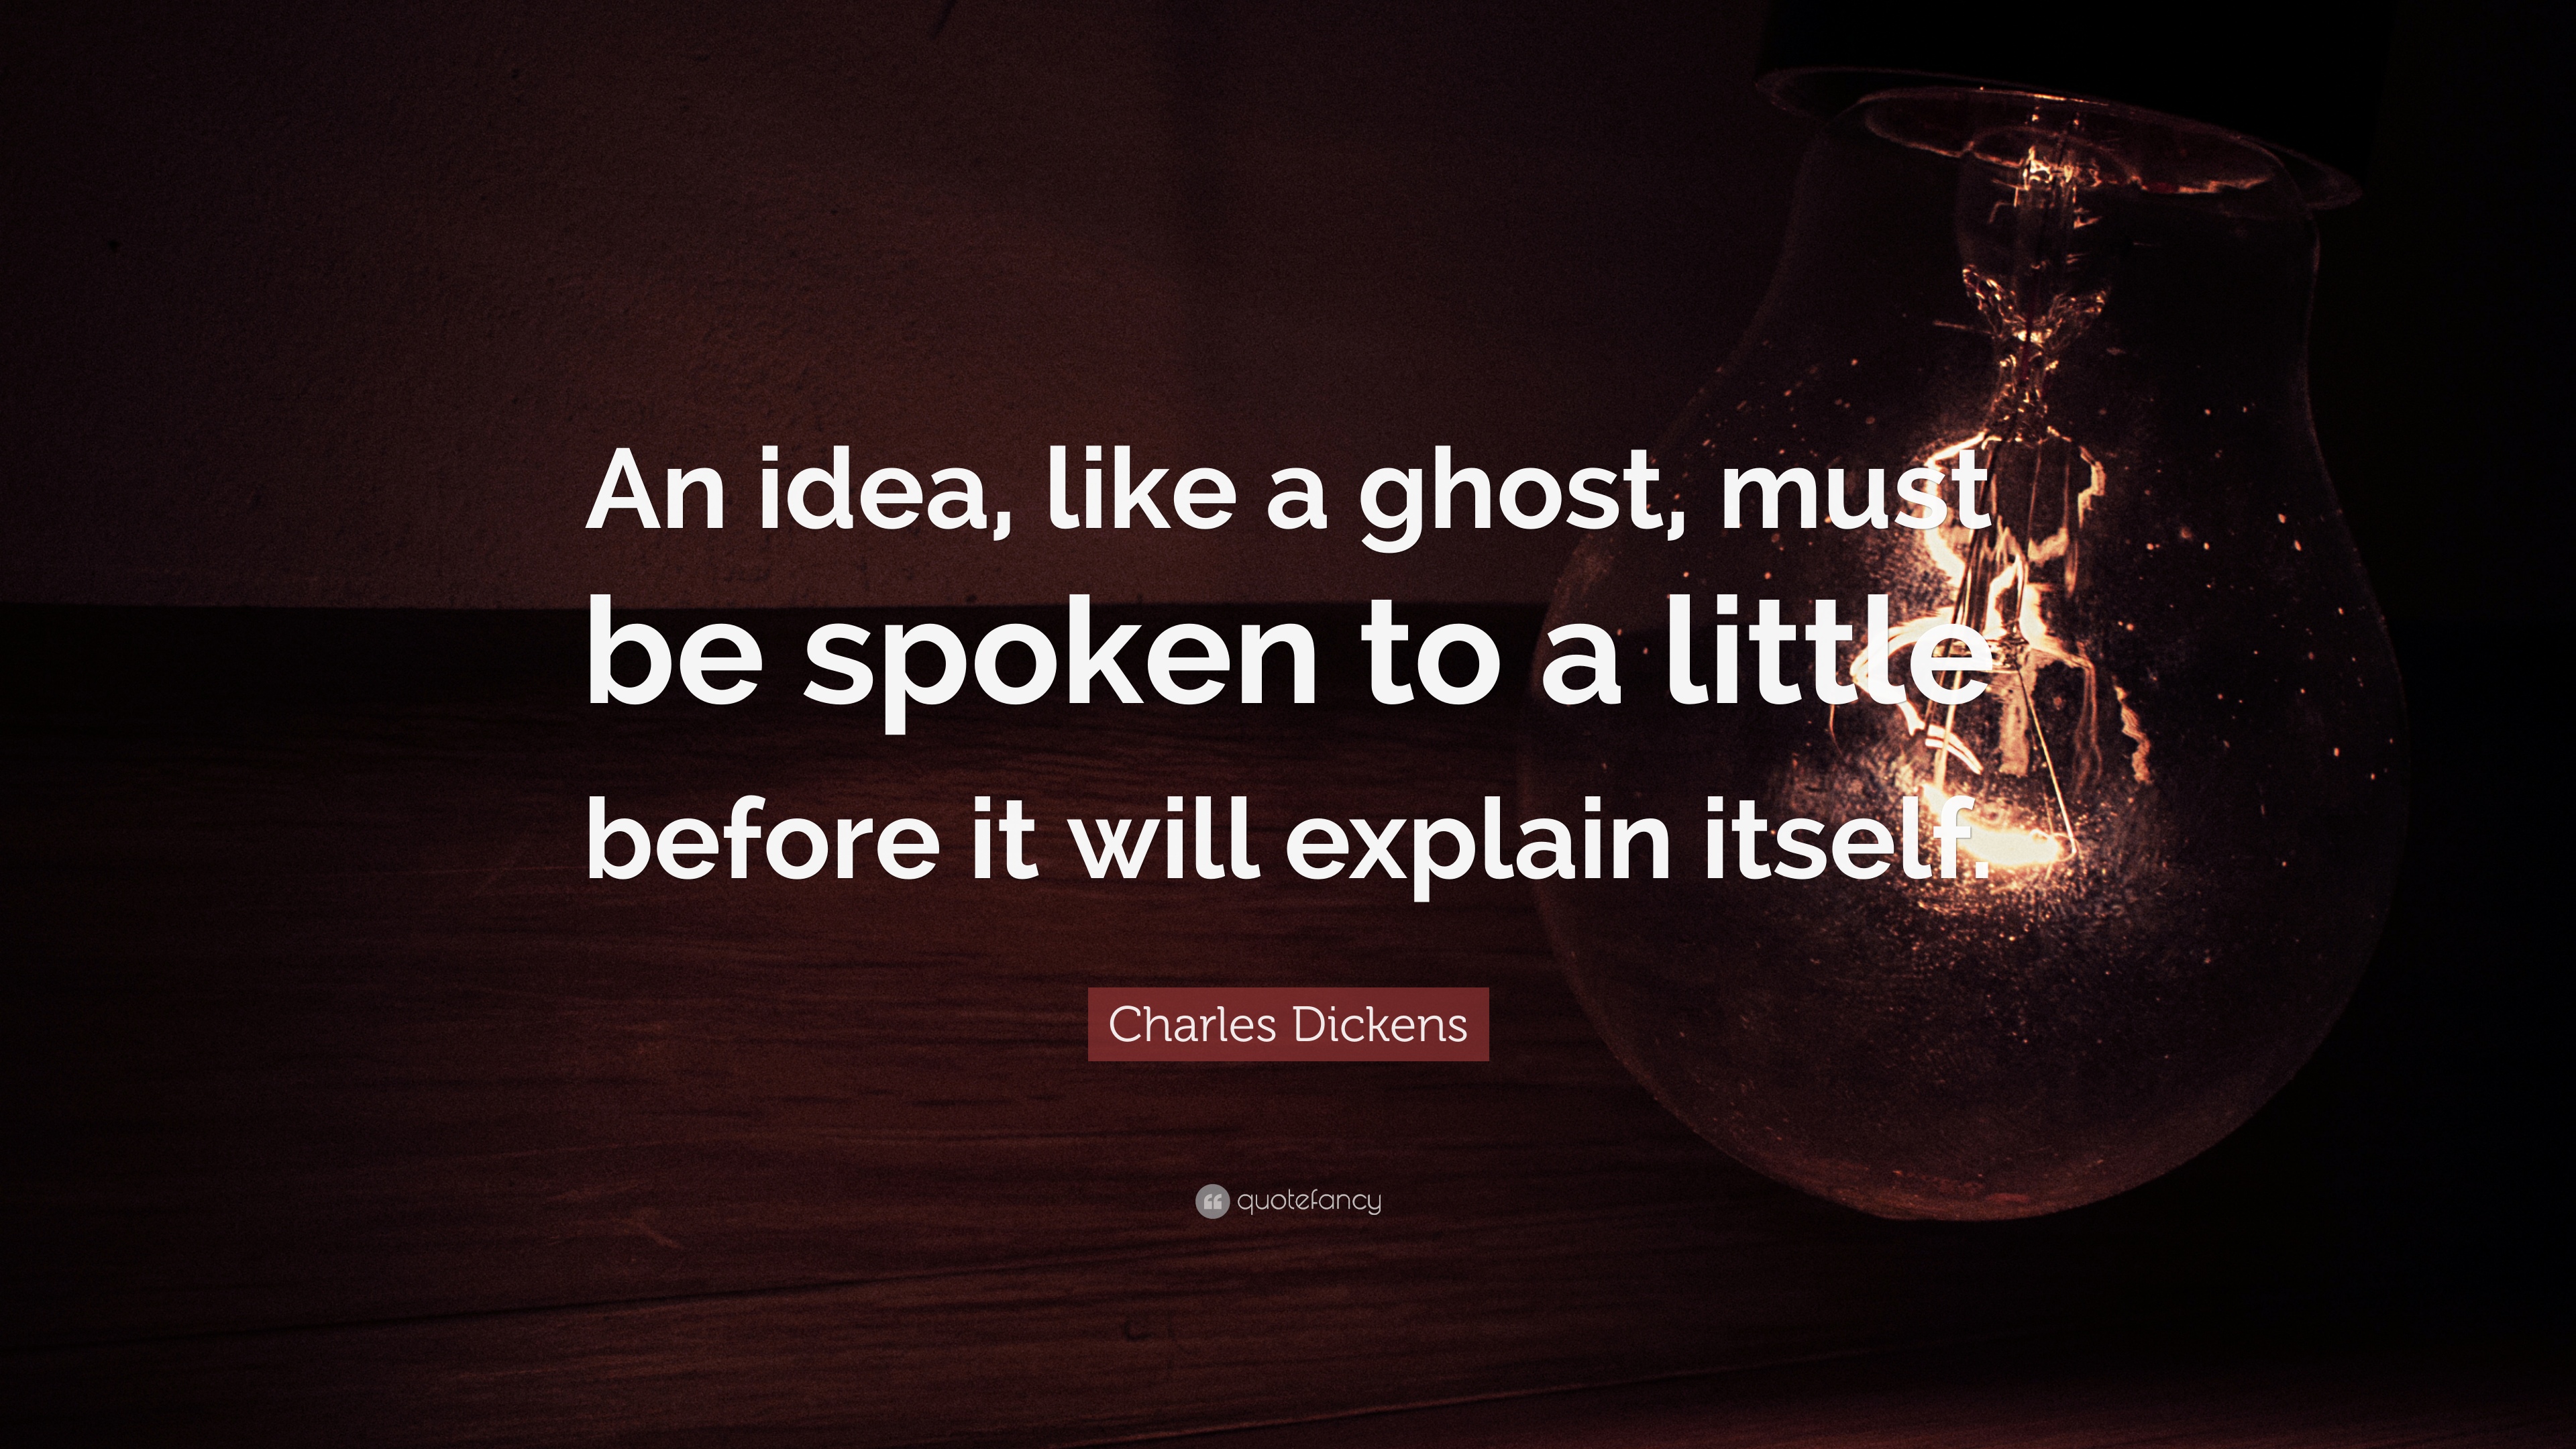 An idea, like a ghost, must
be spoken to a little
before it will explain itself.
Charles Dickens
quotefancy